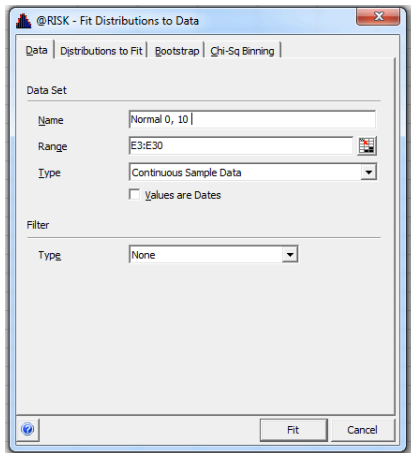 @RISK - Fit Distributions to Data
Data Distributions to Fit Bootstrap Chi-Sq Binning
Data Set
Name Normal 0, 10
Range E3:E30
Type Continuous Sample Data
Values are Dates
Filter
Type None
Fit Cancel